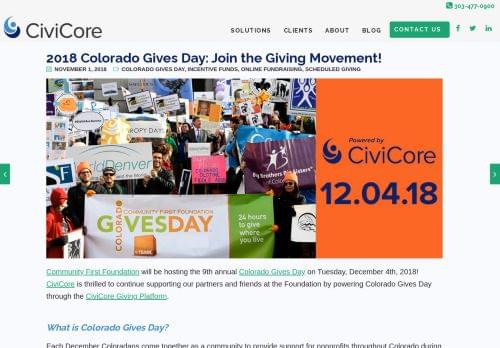 303-477-0900
CiviCore
SOLUTIONS CLIENTS ABOUT BLOG CONTACT US
2018 Colorado Gives Day: Join the Giving Movement!
NOVEMBER 1, 2018 COLORADO GIVES DAY, INCENTIVE FUNDS, ONLINE FUNDRAISING, SCHEDULED GIVING
WorldDenver
Big Brothers Big Sisters
COLORADO
COMMUNITY FIRST FOUNDATION
GIVESDAY
24 hours
to give
where
you live
Powered by
CiviCore
12.04.18
Community First Foundation will be hosting the 9th annual Colorado Gives Day on Tuesday, December 4th, 2018!
CiviCore is thrilled to continue supporting our partners and friends at the Foundation by powering Colorado Gives Day
through the CiviCore Giving Platform.
What is Colorado Gives Day?
Each December Coloradans come together as a community to provide support for nonprofits throughout Colorado during